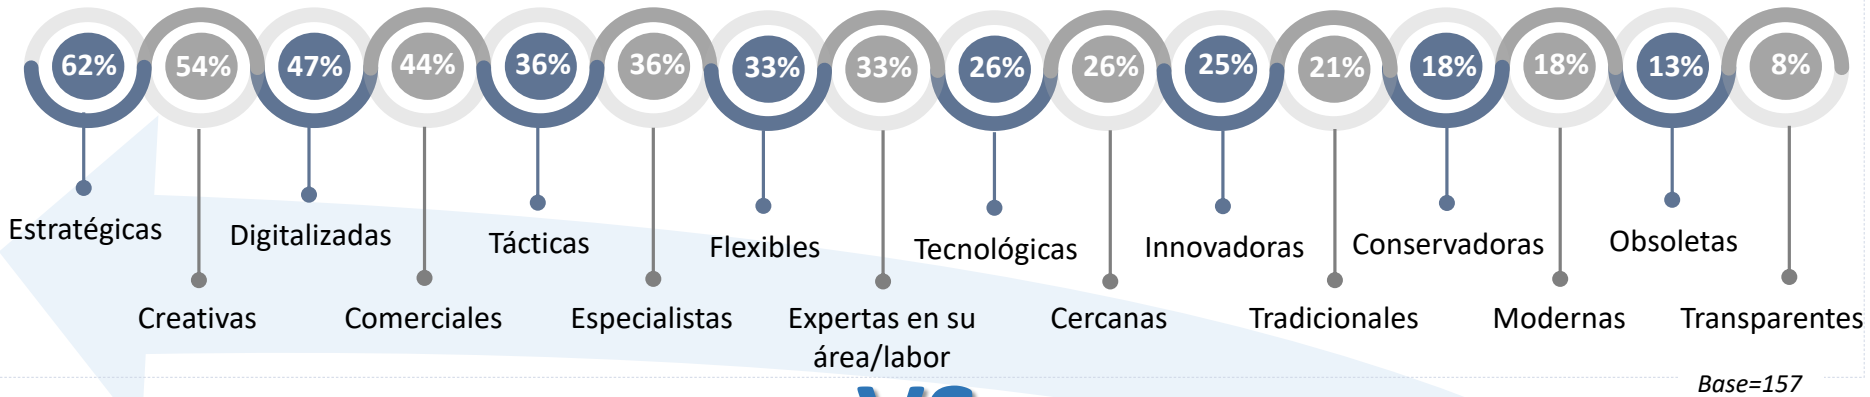 62% 54% 47% 44% 36% 36% 33% 33% 26% 26% 25% 21% 18% 18% 13% 8%
Estratégicas Digitalizadas Tácticas Flexibles Tecnológicas Innovadoras Conservadoras Obsoletas
Creativas Comerciales Especialistas Expertas en su Cercanas Tradicionales Modernas Transparentes
área/labor
Base=157